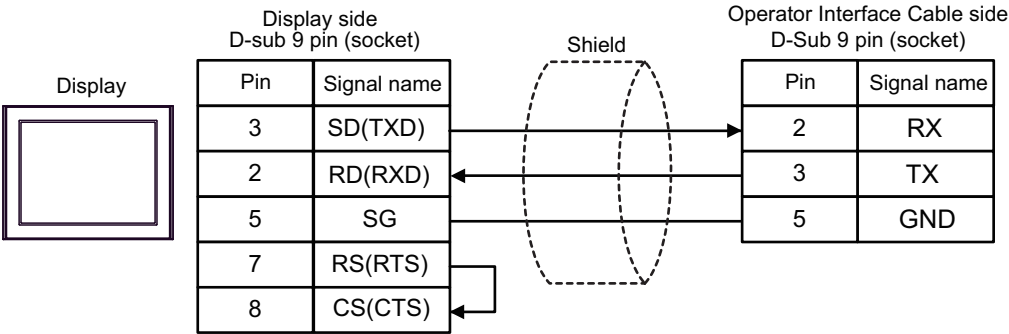 Display side
D-sub 9 pin (socket)
Operator Interface Cable side
D-Sub 9 pin (socket)
Shield
Display
Pin Signal name
Pin Signal name
3 SD(TXD)
2 RX
2 RD(RXD)
3 TX
5 SG
5 GND
7 RS(RTS)
8 CS(CTS)